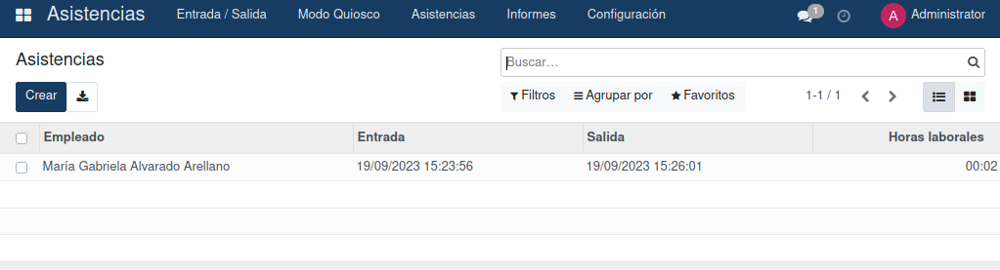 Asistencias Entrada / Salida Modo Quiosco Asistencias Informes Configuración 1 A Administrator
Asistencias Buscar...
Crear Filtros Agrupar por Favoritos 1-1 / 1
Empleado Entrada Salida Horas laborales
María Gabriela Alvarado Arellano 19/09/2023 15:23:56 19/09/2023 15:26:01 00:02